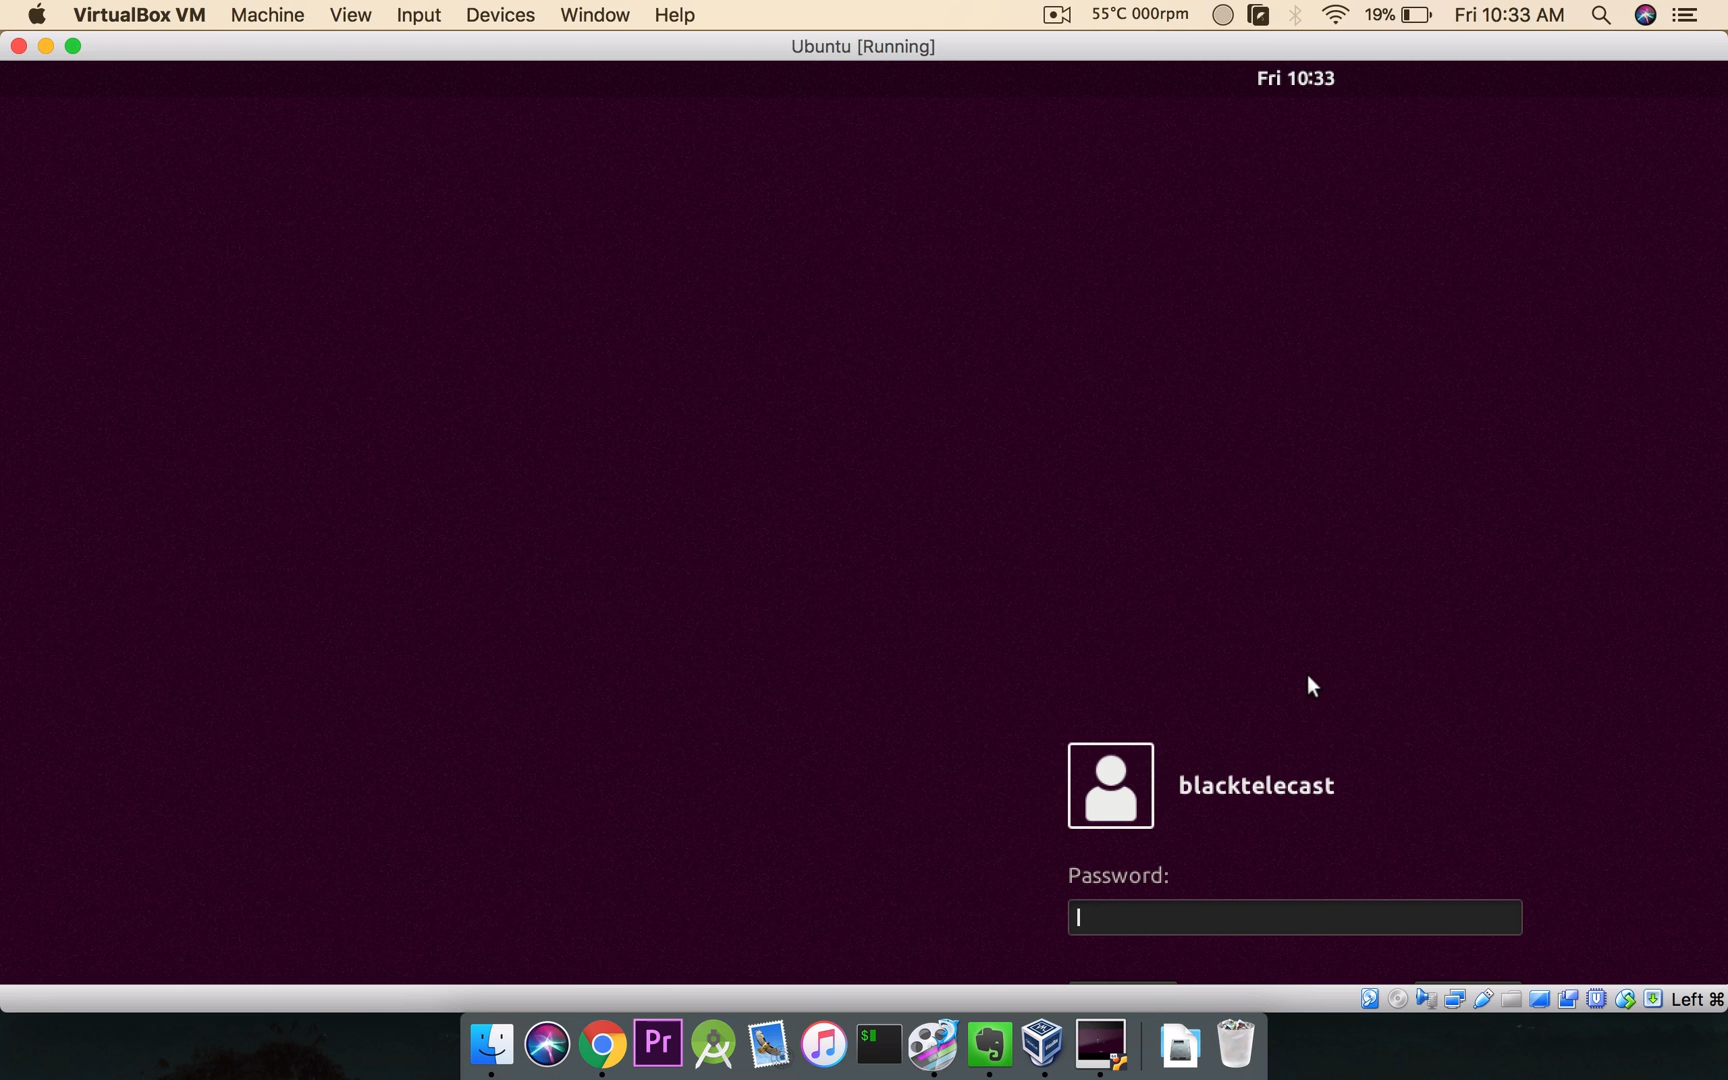 VirtualBox VM Machine View Input Devices Window Help 55°C 000rpm 19% Fri 10:33 AM
Ubuntu [Running]
Fri 10:33
blacktelecast
Password:
Left ⌘
Pr
$